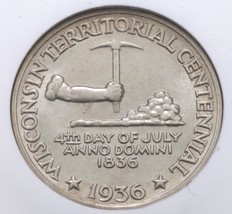 WISCONSIN TERRITORIAL CENTENNIAL
4th DAY OF JULY
ANNO DOMINI
1836
★ 1936 ★